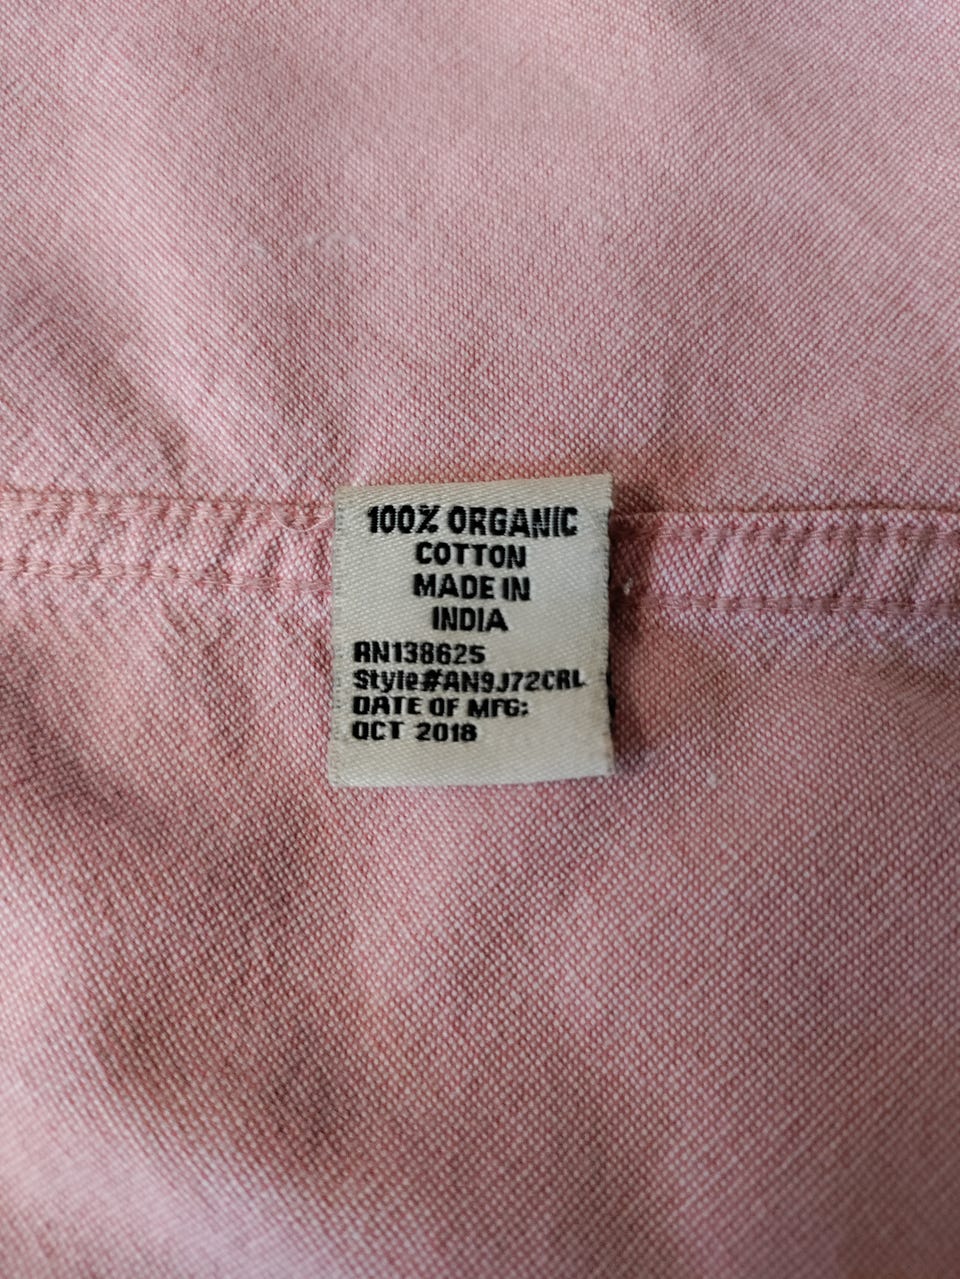 100% ORGANIC
COTTON
MADE IN
INDIA
RN138625
Style#AN9J72CRL
DATE OF MFG:
OCT 2018